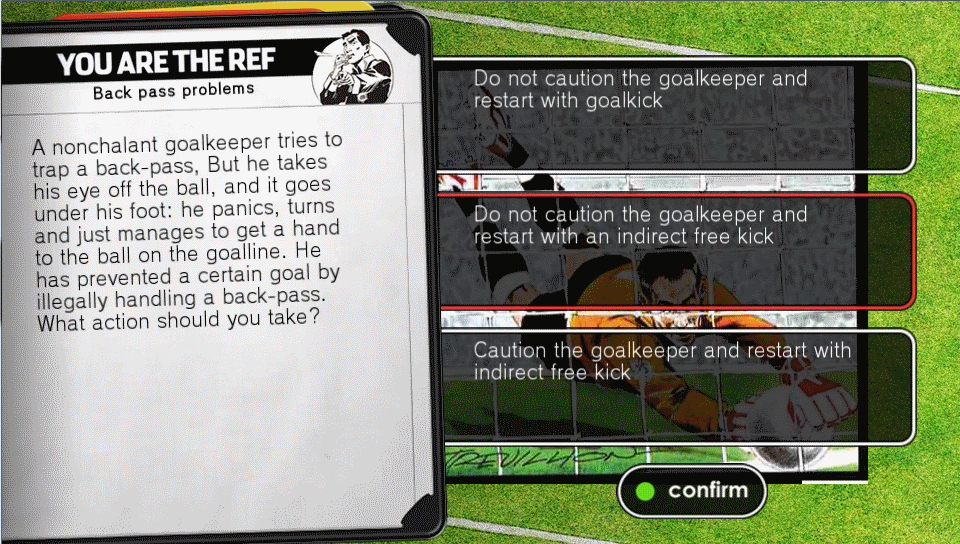 YOU ARE THE REF
Back pass problems
A nonchalant goalkeeper tries to
trap a back-pass, But he takes
his eye off the ball, and it goes
under his foot: he panics, turns
and just manages to get a hand
to the ball on the goalline. He
has prevented a certain goal by
illegally handling a back-pass.
What action should you take?
Do not caution the goalkeeper and
restart with goalkick
Do not caution the goalkeeper and
restart with an indirect free kick
Caution the goalkeeper and restart with
indirect free kick
TREVILLION
confirm